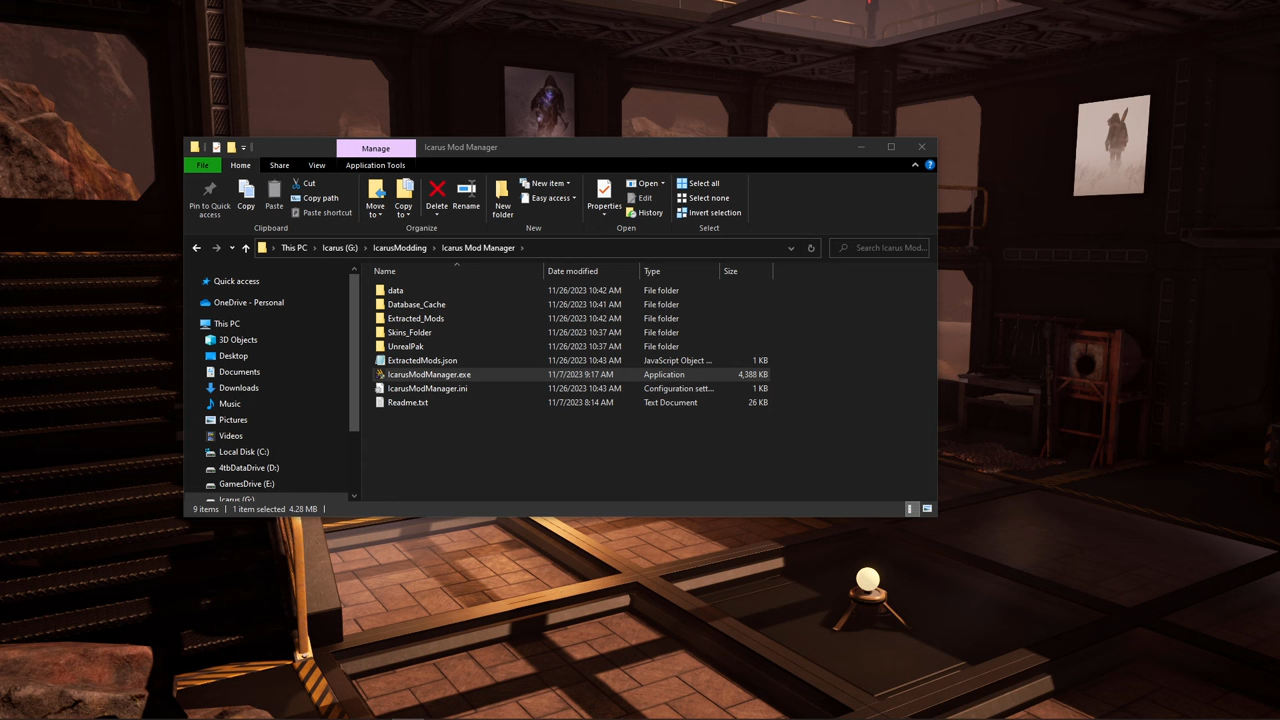 Manage
Icarus Mod Manager
File
Home
Share
View
Application Tools
Pin to Quick access
Copy
Paste
Cut
Copy path
Paste shortcut
Clipboard
Move to
Copy to
Delete
Rename
Organize
New folder
New item
Easy access
New
Properties
Open
Edit
History
Open
Select all
Select none
Invert selection
Select
This PC > Icarus (G:) > IcarusModding > Icarus Mod Manager >
Search Icarus Mod...
Quick access
OneDrive - Personal
This PC
3D Objects
Desktop
Documents
Downloads
Music
Pictures
Videos
Local Disk (C:)
4tbDataDrive (D:)
GamesDrive (E:)
Icarus (G:)
Name Date modified Type Size
data 11/26/2023 10:42 AM File folder
Database_Cache 11/26/2023 10:41 AM File folder
Extracted_Mods 11/26/2023 10:42 AM File folder
Skins_Folder 11/26/2023 10:37 AM File folder
UnrealPak 11/26/2023 10:37 AM File folder
ExtractedMods.json 11/26/2023 10:43 AM JavaScript Object ... 1 KB
IcarusModManager.exe 11/7/2023 9:17 AM Application 4,388 KB
IcarusModManager.ini 11/26/2023 10:43 AM Configuration sett... 1 KB
Readme.txt 11/7/2023 8:14 AM Text Document 26 KB
9 items | 1 item selected 4.28 MB |